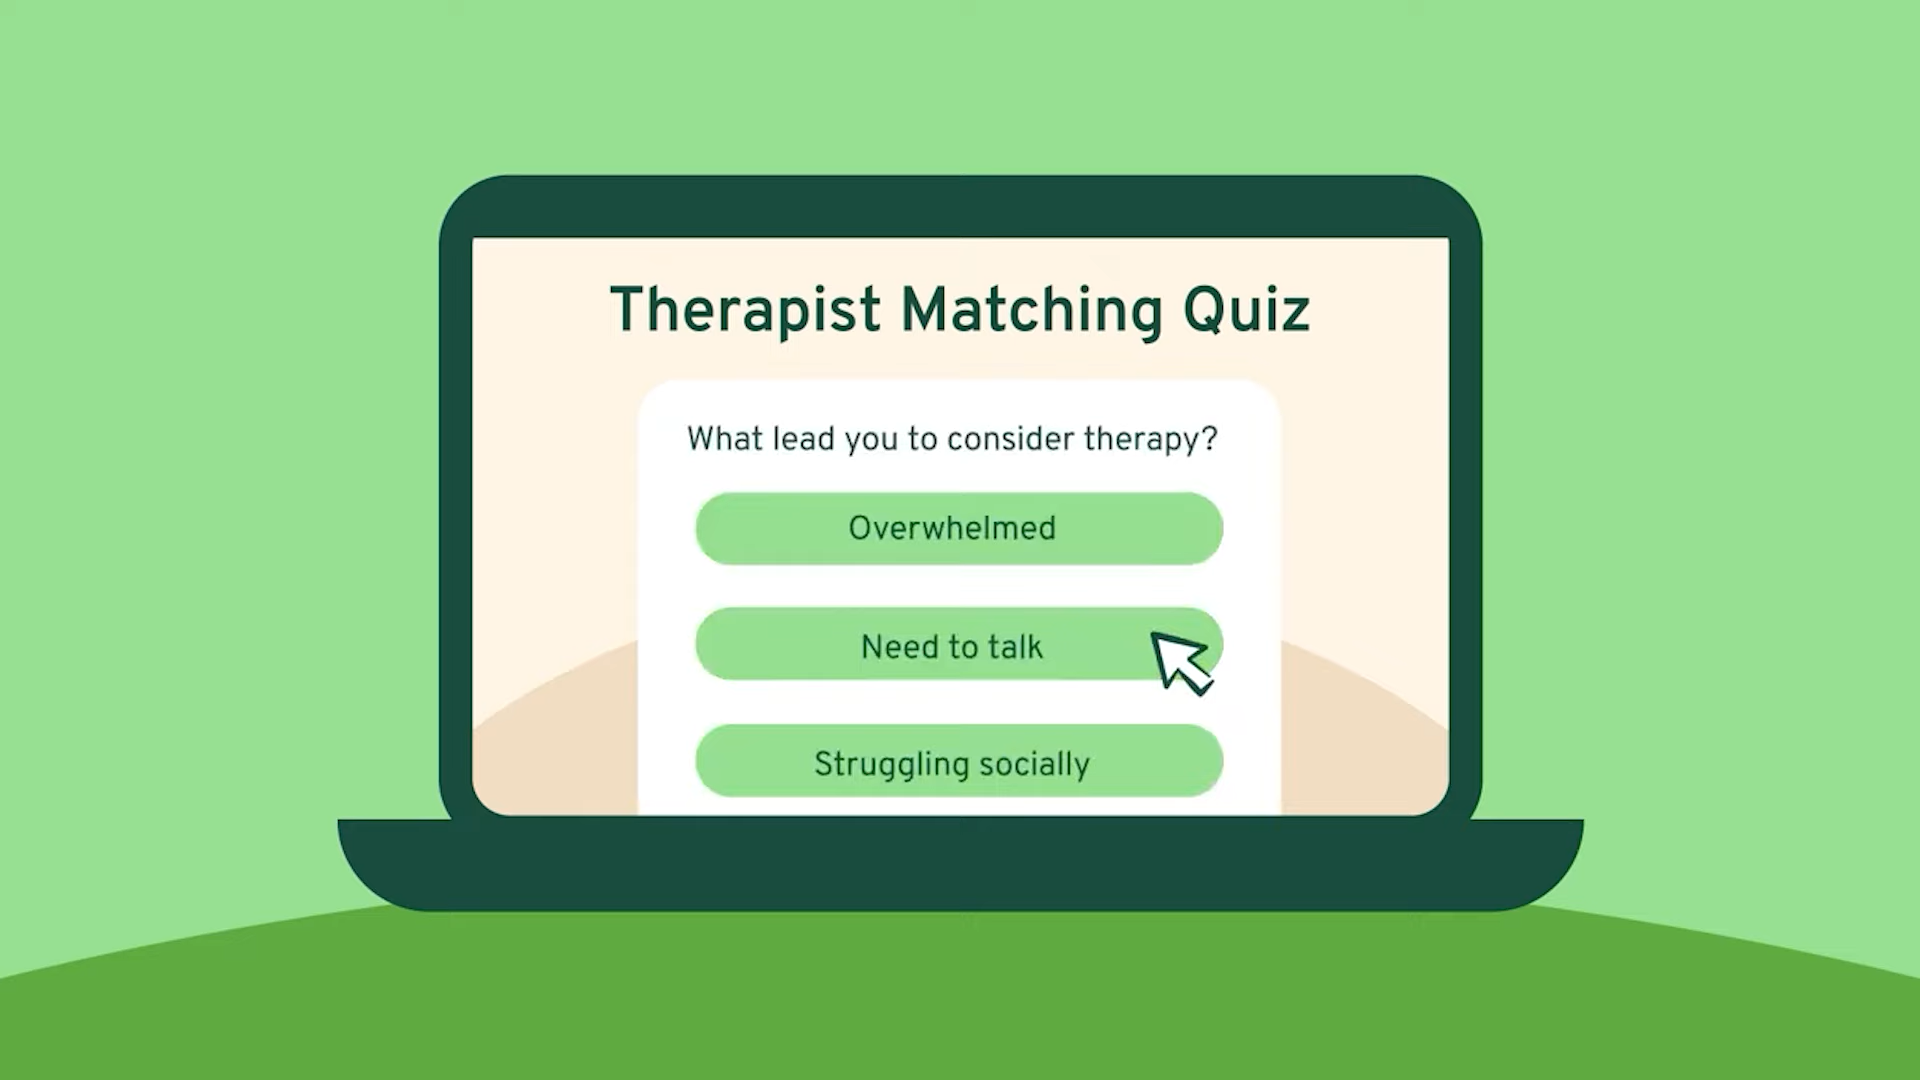 Therapist Matching Quiz
What lead you to consider therapy?
Overwhelmed
Need to talk
Struggling socially